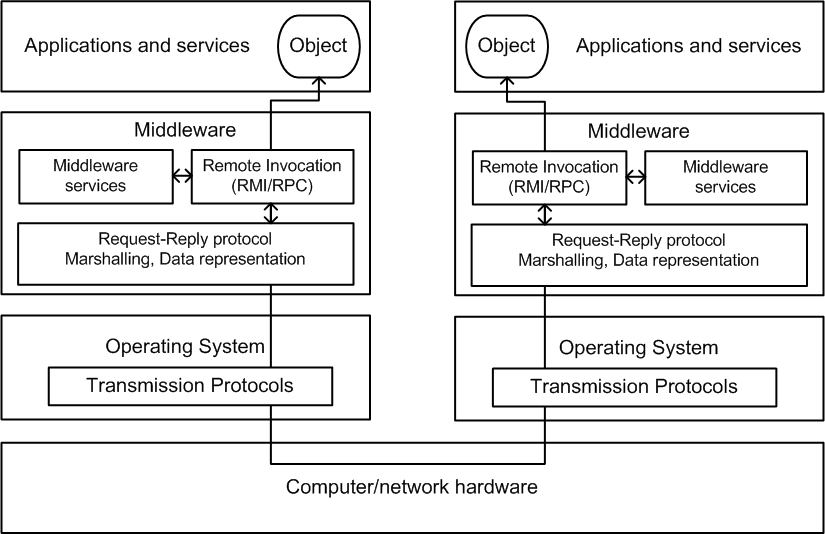 Applications and services
Object
Object
Applications and services
Middleware
Middleware
services
Remote Invocation
(RMI/RPC)
Request-Reply protocol
Marshalling, Data representation
Middleware
Remote Invocation
(RMI/RPC)
Middleware
services
Request-Reply protocol
Marshalling, Data representation
Operating System
Transmission Protocols
Operating System
Transmission Protocols
Computer/network hardware